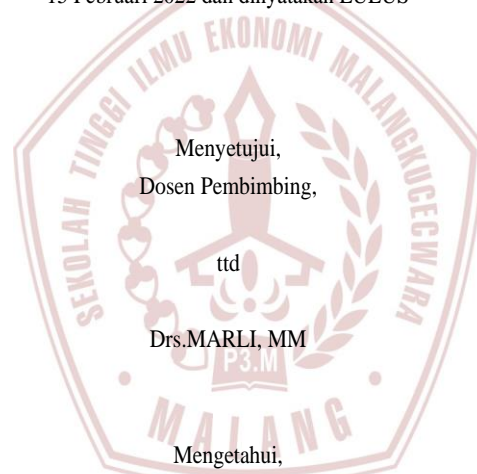 15 Februari 2022 dan dinyatakan LULUS
SEKOLAH TINGGI ILMU EKONOMI MALANGKUCECWARA
Menyetujui,
Dosen Pembimbing,
ttd
Drs.MARLI, MM
P3.M
MALANG
Mengetahui,